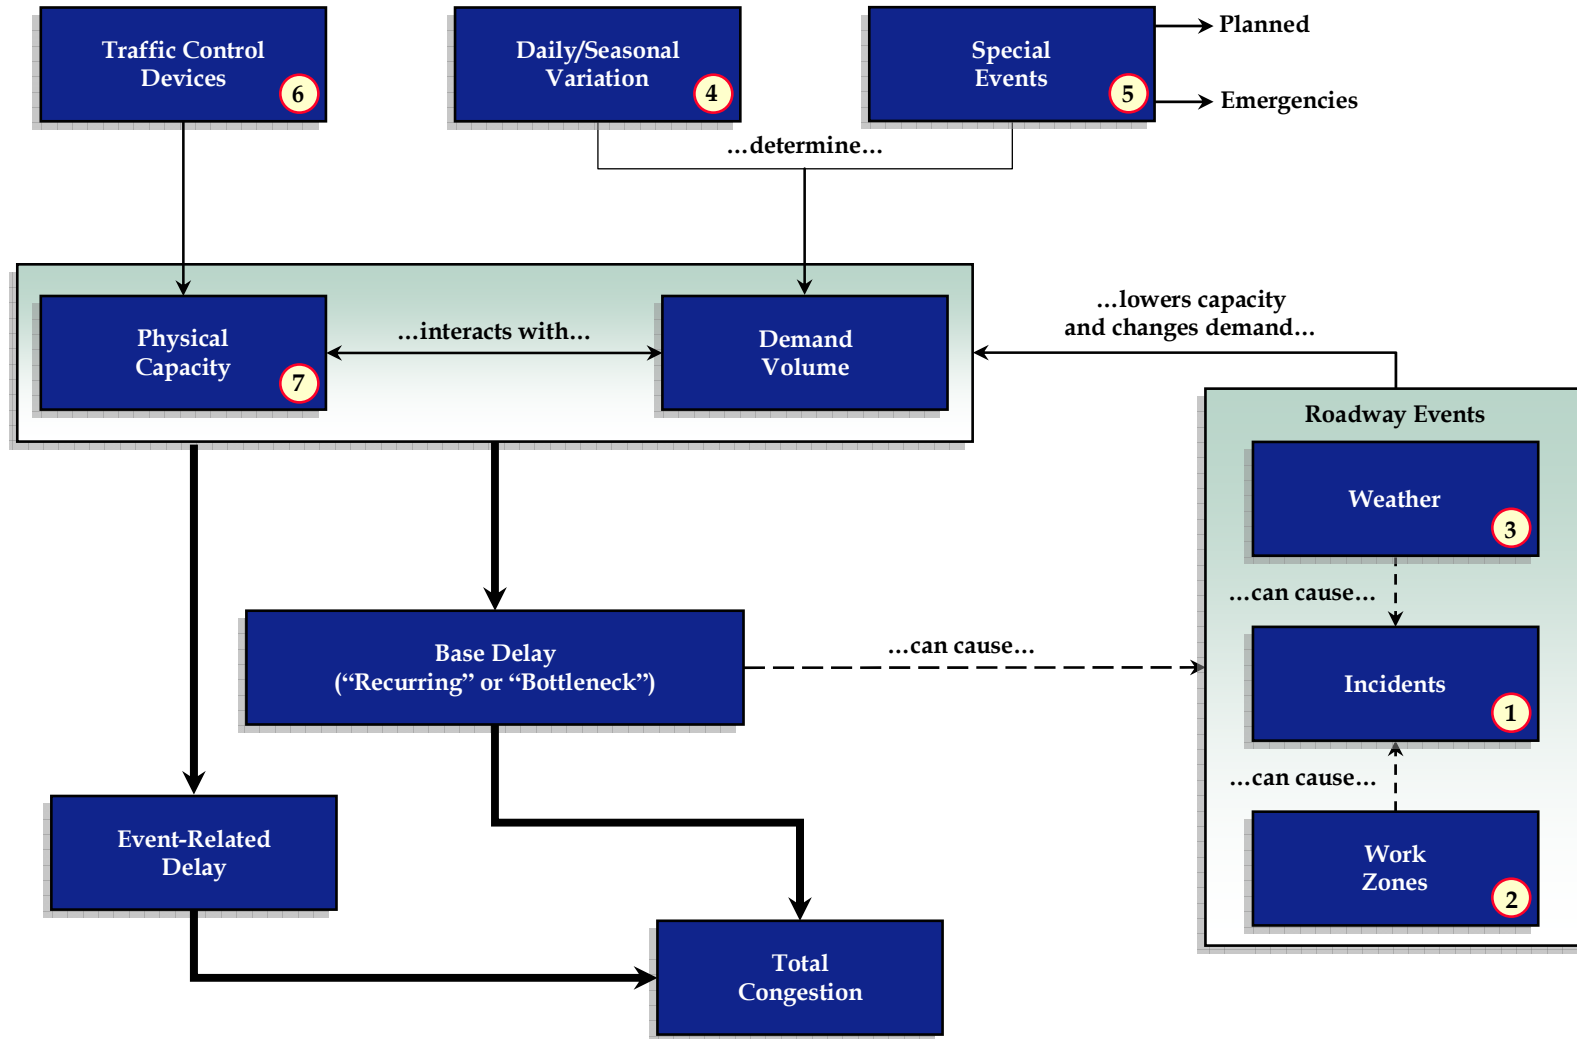 Traffic Control
Devices
6
Daily/Seasonal
Variation
4
Special
Events
5
Planned
Emergencies
…determine…
Physical
Capacity
7
…interacts with…
Demand
Volume
…lowers capacity
and changes demand…
Roadway Events
Weather
3
…can cause…
Incidents
1
…can cause…
Work
Zones
2
Base Delay
(“Recurring” or “Bottleneck”)
…can cause…
Event-Related
Delay
Total
Congestion